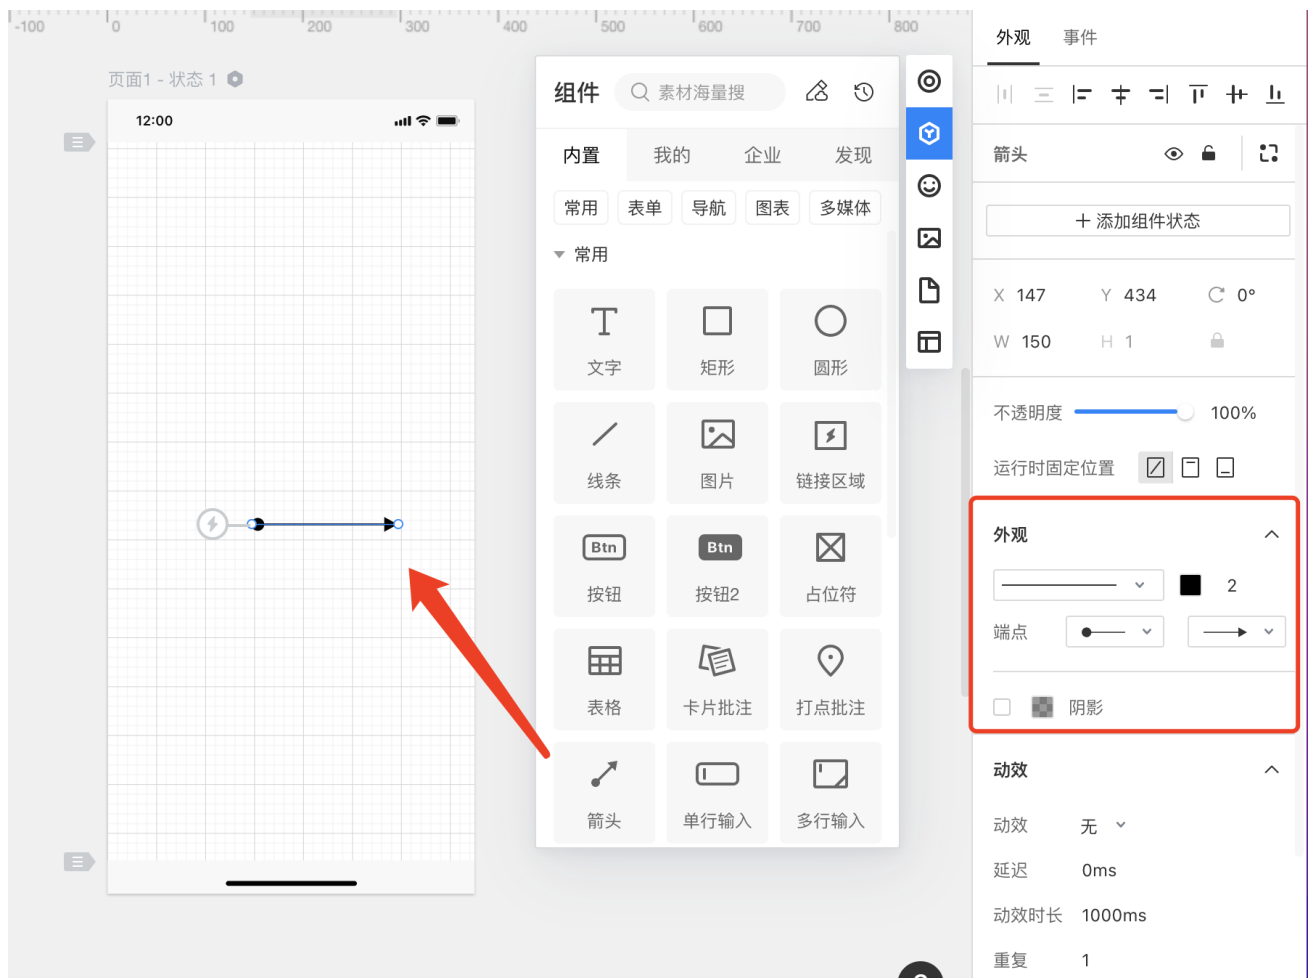 -100 0 100 200 300 400 500 600 700 800
外观 事件
页面1 - 状态 1
组件 素材海量搜
12:00
内置 我的 企业 发现
箭头
常用 表单 导航 图表 多媒体
添加组件状态
常用
X 147 Y 434 0°
W 150 H 1
文字 矩形 圆形
不透明度 100%
运行时固定位置
线条 图片 链接区域
外观
Btn Btn
2
按钮 按钮2 占位符
端点
表格 卡片批注 打点批注
阴影
动效
箭头 单行输入 多行输入
动效 无
延迟 0ms
动效时长 1000ms
重复 1